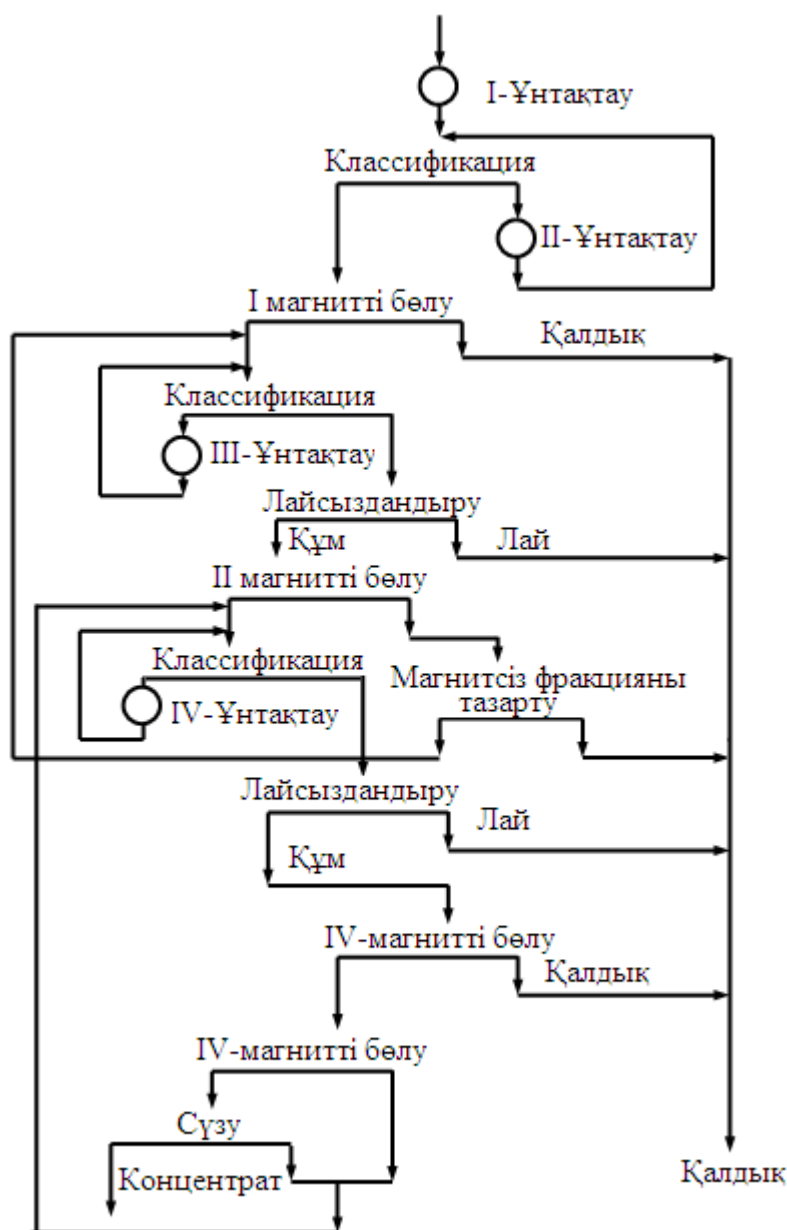 I-Ұнтақтау
Классификация
II-Ұнтақтау
I магнитті бөлу
Қалдық
Классификация
III-Ұнтақтау
Лайсыздандыру
Құм
Лай
II магнитті бөлу
Классификация
Магнитсіз фракцияны
тазарту
IV-Ұнтақтау
Лайсыздандыру
Лай
Құм
IV-магнитті бөлу
Қалдық
IV-магнитті бөлу
Сүзу
Концентрат
Қалдық